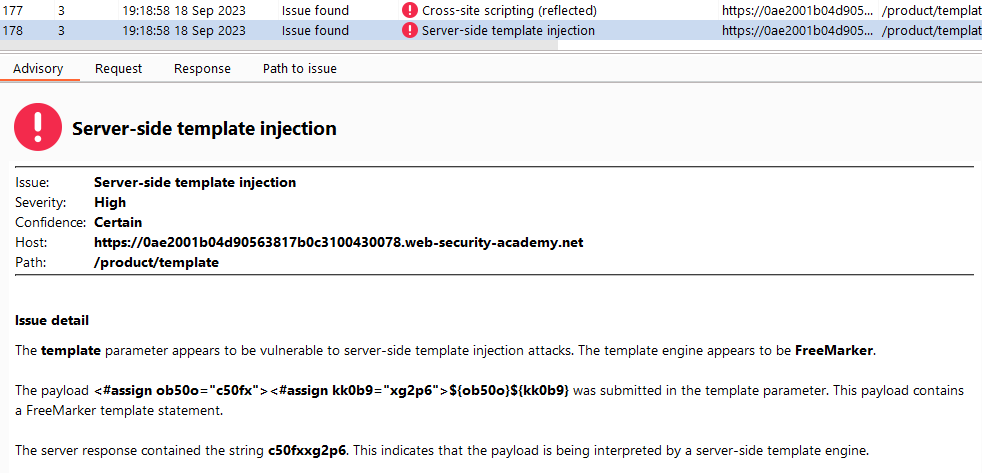 177 3 19:18:58 18 Sep 2023 Issue found Cross-site scripting (reflected) https://0ae2001b04d905... /product/templat
178 3 19:18:58 18 Sep 2023 Issue found Server-side template injection https://0ae2001b04d905... /product/templat
Advisory Request Response Path to issue
Server-side template injection
Issue: Server-side template injection
Severity: High
Confidence: Certain
Host: https://0ae2001b04d90563817b0c3100430078.web-security-academy.net
Path: /product/template
Issue detail
The template parameter appears to be vulnerable to server-side template injection attacks. The template engine appears to be FreeMarker.
The payload <#assign ob50o="c50fx"><#assign kk0b9="xg2p6">${ob50o}${kk0b9} was submitted in the template parameter. This payload contains
a FreeMarker template statement.
The server response contained the string c50fxxg2p6. This indicates that the payload is being interpreted by a server-side template engine.